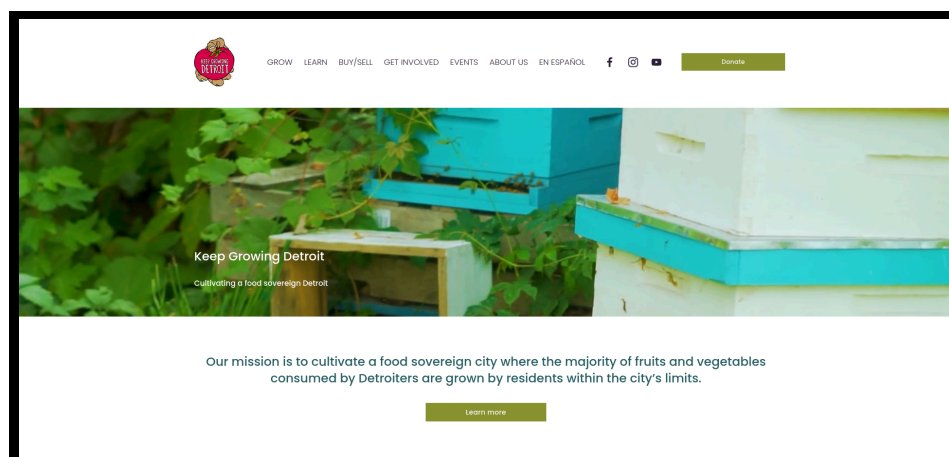 KEEP GROWING
DETROIT
GROW LEARN BUY/SELL GET INVOLVED EVENTS ABOUT US EN ESPAÑOL
Donate
Keep Growing Detroit
Cultivating a food sovereign Detroit
Our mission is to cultivate a food sovereign city where the majority of fruits and vegetables
consumed by Detroiters are grown by residents within the city's limits.
Learn more